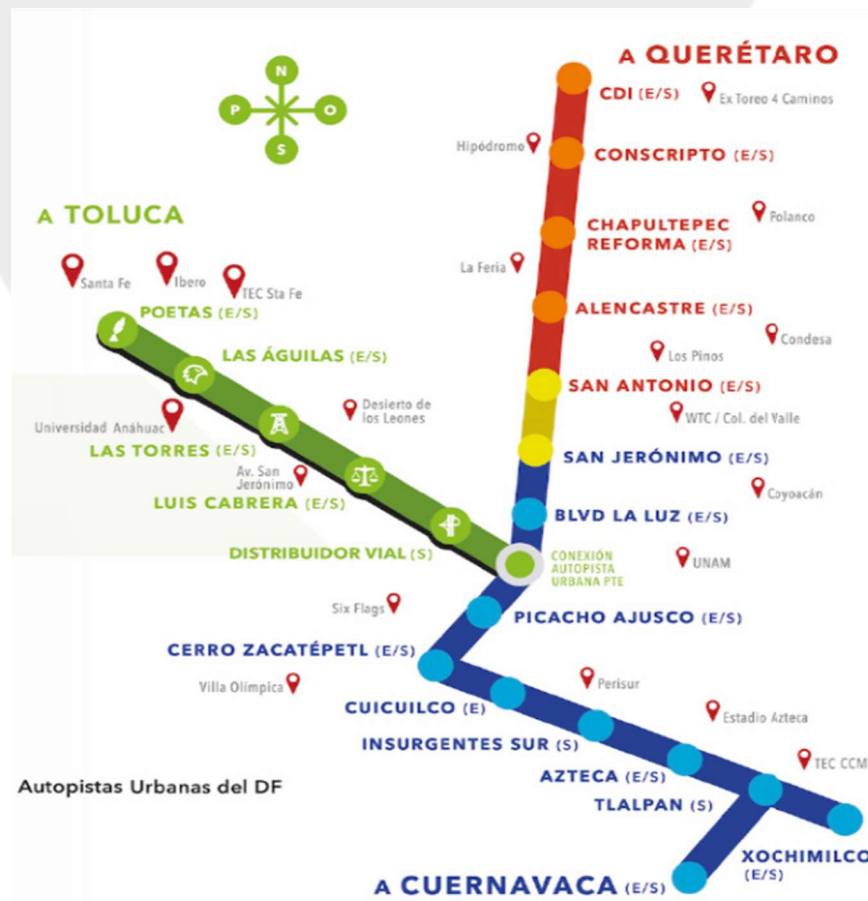 A QUERÉTARO
CDI (E/S)
Ex Toreo 4 Caminos
N
P
O
S
Hipódromo
CONSCRIPTO (E/S)
A TOLUCA
CHAPULTEPEC
REFORMA (E/S)
Polanco
La Feria
Santa Fe
Ibero
TEC Sta Fe
POETAS (E/S)
ALENCASTRE (E/S)
Condesa
LAS ÁGUILAS (E/S)
Los Pinos
SAN ANTONIO (E/S)
Desierto de
los Leones
WTC / Col. del Valle
Universidad Anáhuac
LAS TORRES (E/S)
SAN JERÓNIMO (E/S)
Av. San
Jerónimo
LUIS CABRERA (E/S)
Coyoacán
BLVD LA LUZ (E/S)
DISTRIBUIDOR VIAL (S)
CONEXIÓN
AUTOPISTA
URBANA PTE
UNAM
Six Flags
PICACHO AJUSCO (E/S)
CERRO ZACATÉPETL (E/S)
Villa Olímpica
Perisur
CUICUILCO (E)
Estadio Azteca
INSURGENTES SUR (S)
TEC CCM
AZTECA (E/S)
Autopistas Urbanas del DF
TLALPAN (S)
XOCHIMILCO
(E/S)
A CUERNAVACA (E/S)